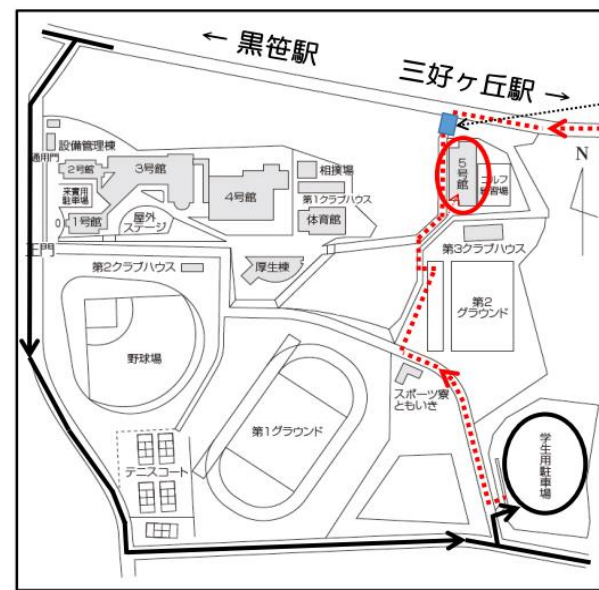 ← 黒笹駅
三好ヶ丘駅 →
N
設備管理棟
通用門
2号館
3号館
来賓用
駐車場
1号館
屋外
ステージ
4号館
相撲場
第1クラブハウス
体育館
5号館
ゴルフ
練習場
正門
第2クラブハウス
厚生棟
第3クラブハウス
第2
グラウンド
野球場
第1グラウンド
スポーツ寮
ともいき
テニスコート
学生用駐車場